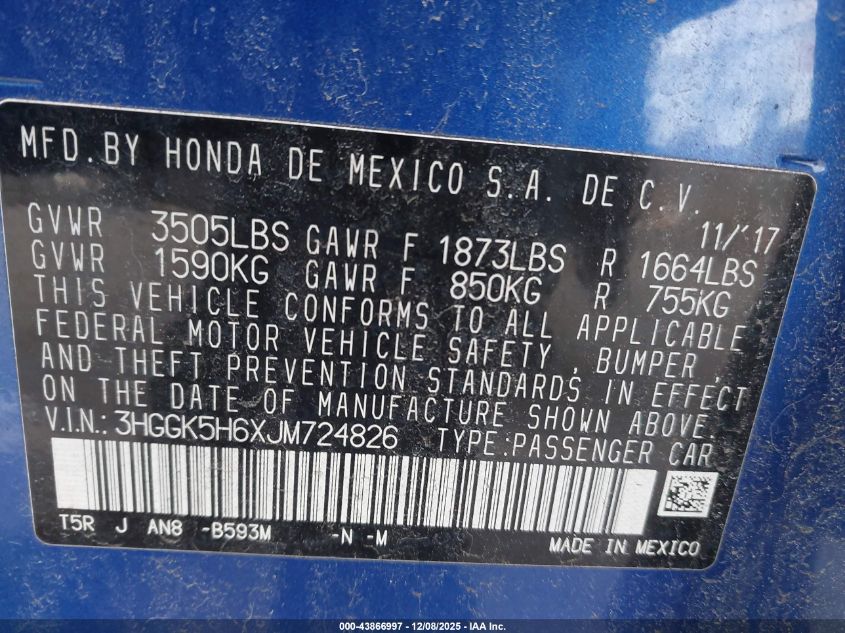 MFD.BY HONDA DE MEXICO S.A. DE C.V.
11/'17
GVWR 3505LBS GAWR F 1873LBS R 1664LBS
GVWR 1590KG GAWR F 850KG R 755KG
THIS VEHICLE CONFORMS TO ALL APPLICABLE
FEDERAL MOTOR VEHICLE SAFETY, BUMPER,
AND THEFT PREVENTION STANDARDS IN EFFECT
ON THE DATE OF MANUFACTURE SHOWN ABOVE.
V.I.N.: 3HGGK5H6XJM724826 TYPE:PASSENGER CAR
T5R J AN8 -B593M -N -M
MADE IN MEXICO
000-43866997 - 12/08/2025 - IAA Inc.